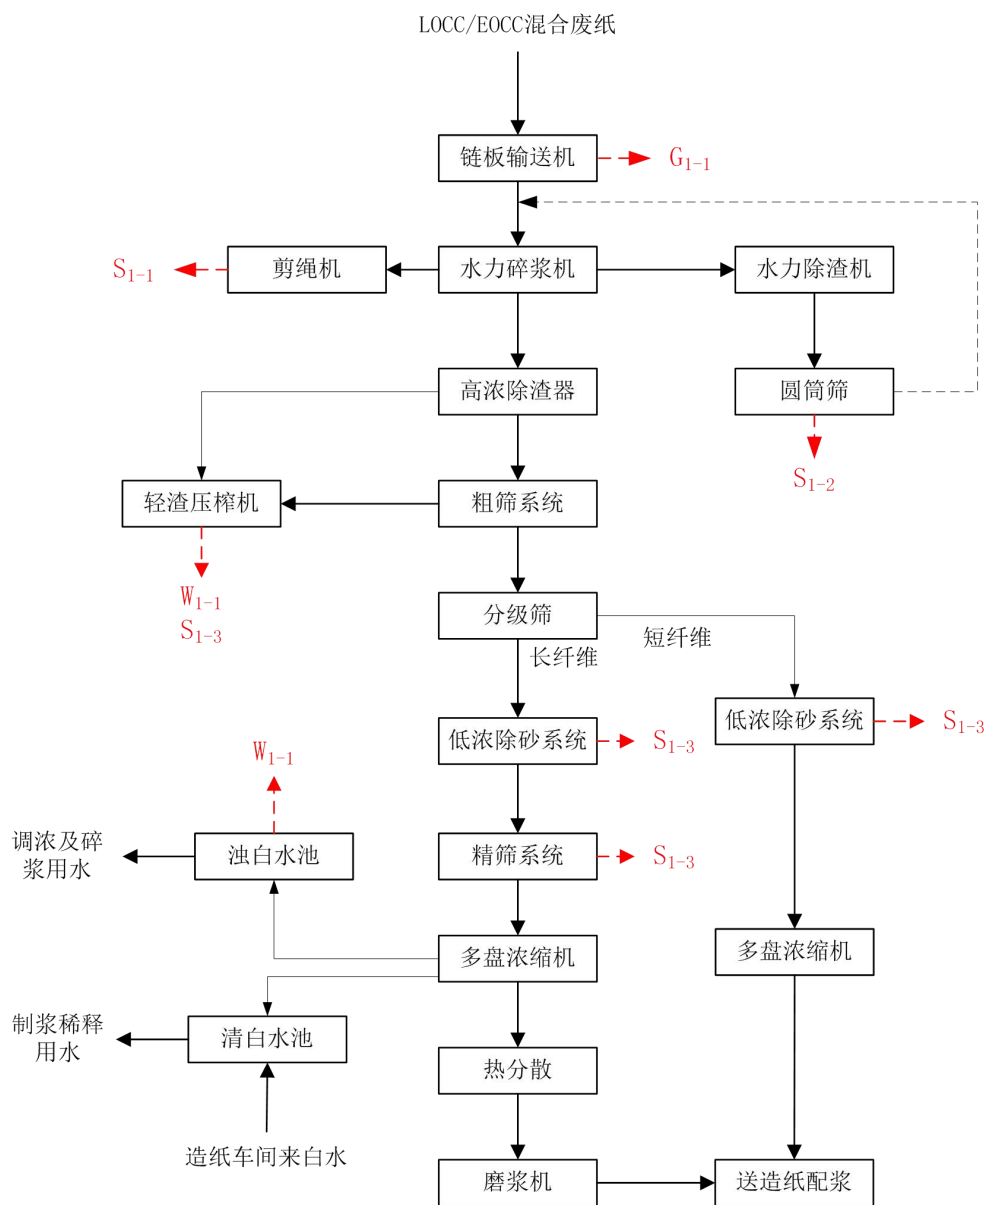 LOCC/EOCC混合废纸
链板输送机
G1-1
S1-1
剪绳机
水力碎浆机
水力除渣机
高浓除渣器
圆筒筛
S1-2
轻渣压榨机
粗筛系统
W1-1
S1-3
分级筛
长纤维
短纤维
低浓除砂系统
S1-3
低浓除砂系统
S1-3
W1-1
调浓及碎
浆用水
浊白水池
精筛系统
S1-3
多盘浓缩机
多盘浓缩机
制浆稀释
用水
清白水池
热分散
造纸车间来白水
磨浆机
送造纸配浆